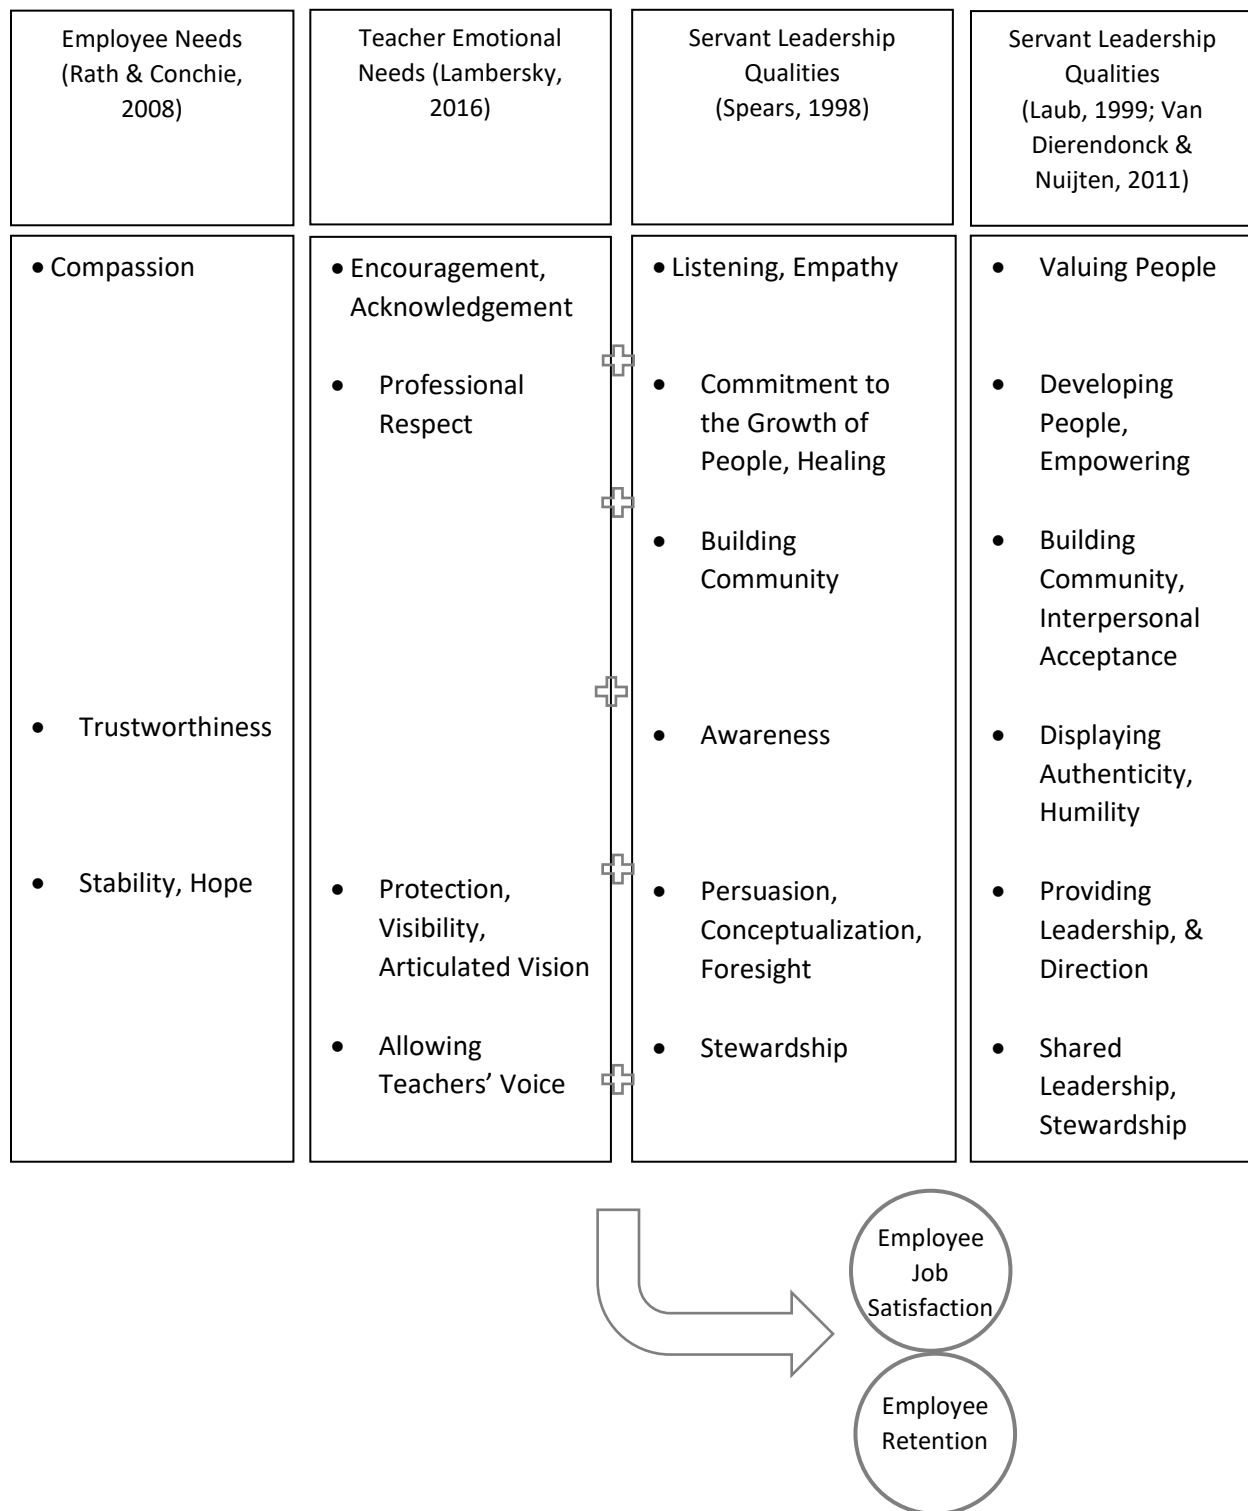 Employee Needs
(Rath & Conchie,
2008)
Teacher Emotional
Needs (Lambersky,
2016)
Servant Leadership
Qualities
(Spears, 1998)
Servant Leadership
Qualities
(Laub, 1999; Van
Dierendonck &
Nuijten, 2011)
• Compassion
• Trustworthiness
• Stability, Hope
• Encouragement,
Acknowledgement
• Professional
Respect
• Protection,
Visibility,
Articulated Vision
• Allowing
Teachers’ Voice
• Listening, Empathy
• Commitment to
the Growth of
People, Healing
• Building
Community
• Awareness
• Persuasion,
Conceptualization,
Foresight
• Stewardship
• Valuing People
• Developing
People,
Empowering
• Building
Community,
Interpersonal
Acceptance
• Displaying
Authenticity,
Humility
• Providing
Leadership, &
Direction
• Shared
Leadership,
Stewardship
Employee
Job
Satisfaction
Employee
Retention